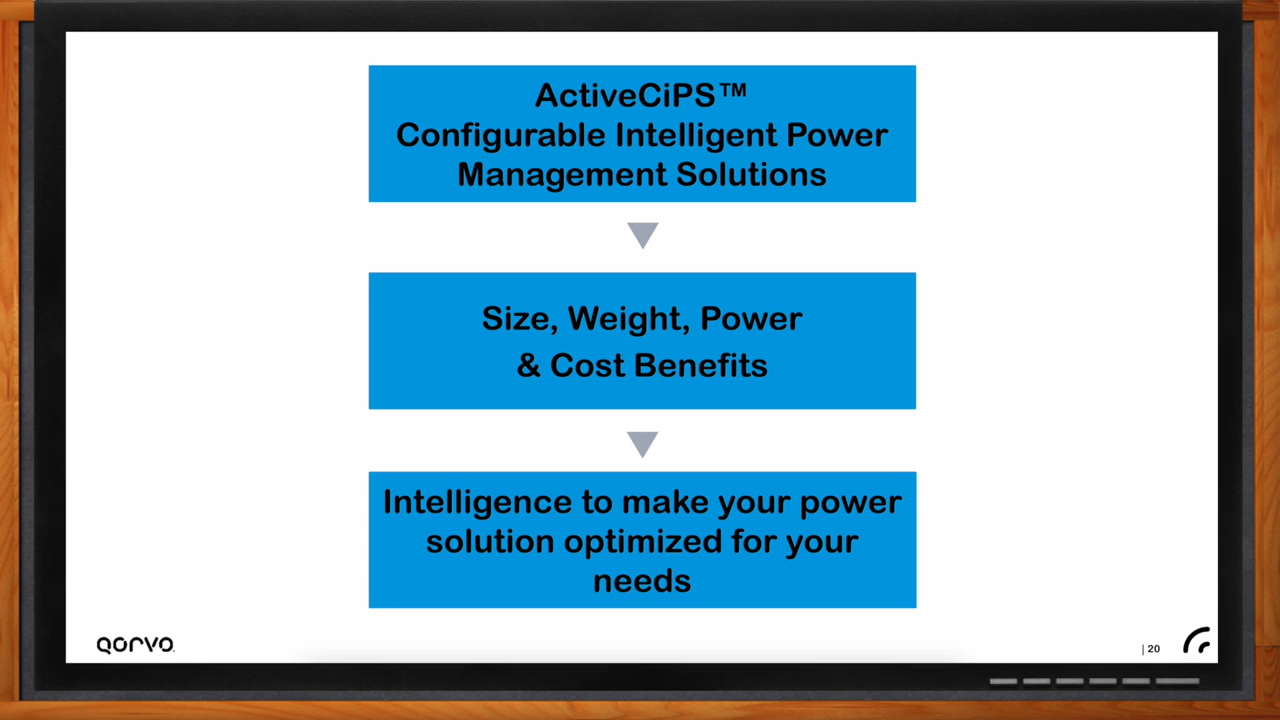 ActiveCiPS™
Configurable Intelligent Power
Management Solutions
Size, Weight, Power
& Cost Benefits
Intelligence to make your power
solution optimized for your
needs
QORVO
| 20